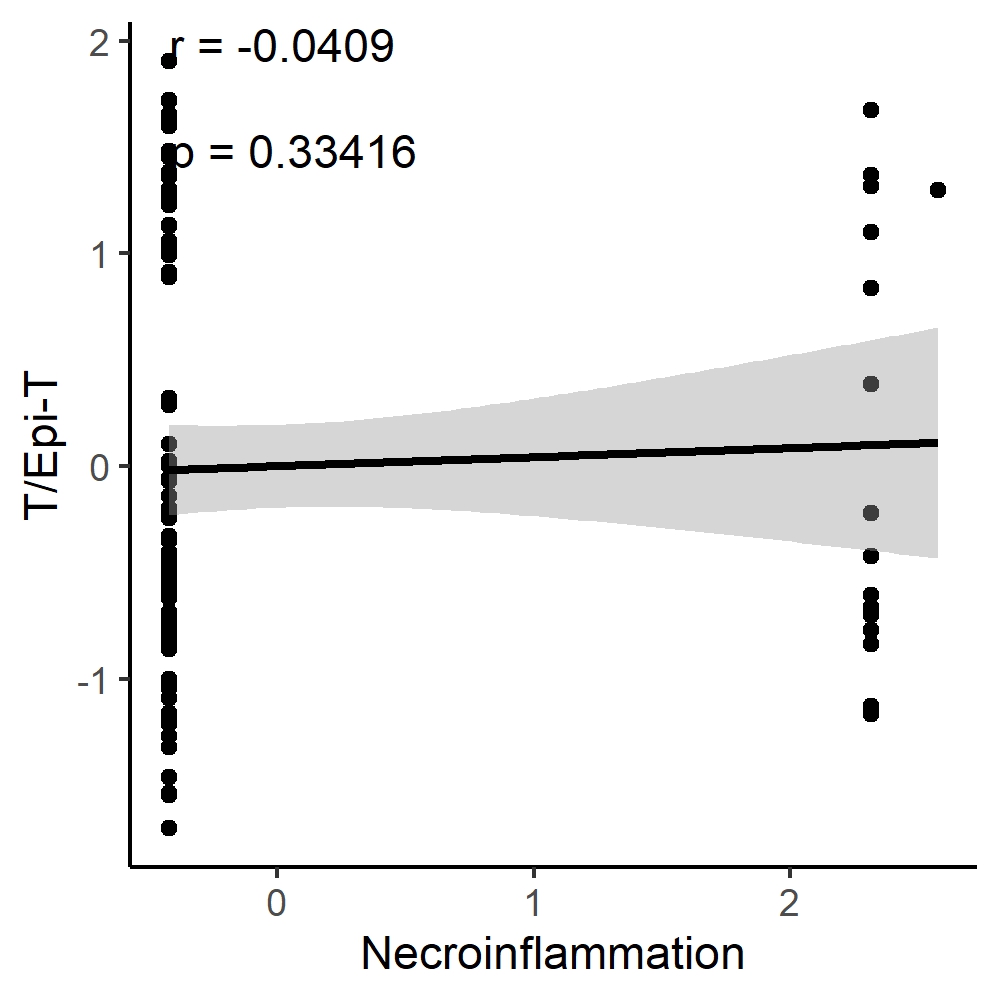 r = -0.0409
p = 0.33416
2
1
0
-1
T/Epi-T
0
1
2
Necroinflammation